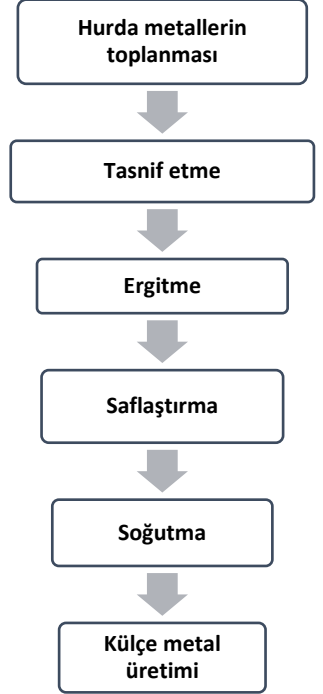 Hurda metallerin
toplanması
Tasnif etme
Ergitme
Saflaştırma
Soğutma
Külçe metal
üretimi